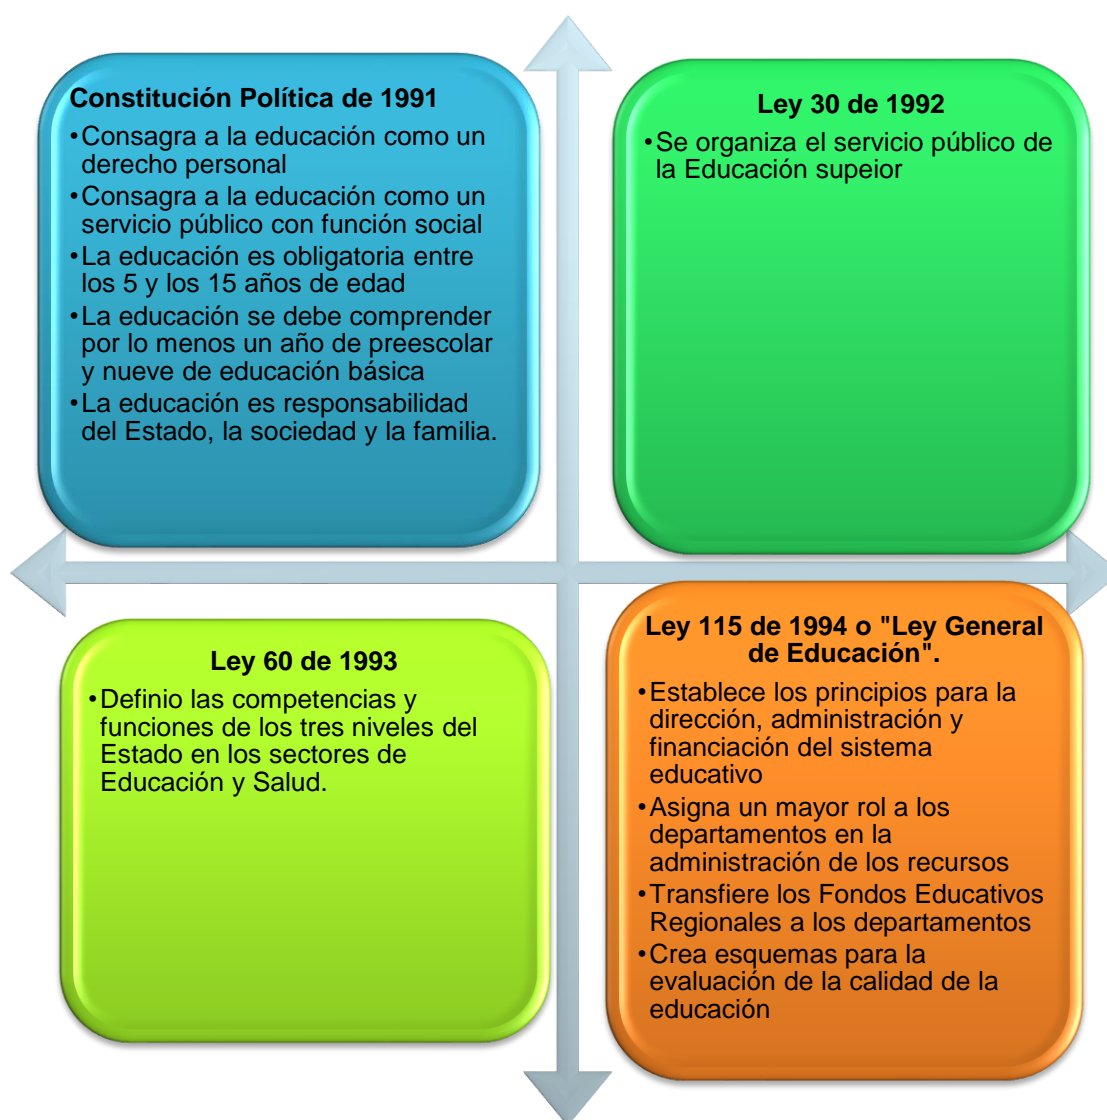 Constitución Política de 1991
•Consagra a la educación como un
derecho personal
•Consagra a la educación como un
servicio público con función social
•La educación es obligatoria entre
los 5 y los 15 años de edad
•La educación se debe comprender
por lo menos un año de preescolar
y nueve de educación básica
•La educación es responsabilidad
del Estado, la sociedad y la familia.
Ley 30 de 1992
•Se organiza el servicio público de
la Educación supeior
Ley 60 de 1993
•Definio las competencias y
funciones de los tres niveles del
Estado en los sectores de
Educación y Salud.
Ley 115 de 1994 o "Ley General
de Educación".
•Establece los principios para la
dirección, administración y
financiación del sistema
educativo
•Asigna un mayor rol a los
departamentos en la
administración de los recursos
•Transfiere los Fondos Educativos
Regionales a los departamentos
•Crea esquemas para la
evaluación de la calidad de la
educación